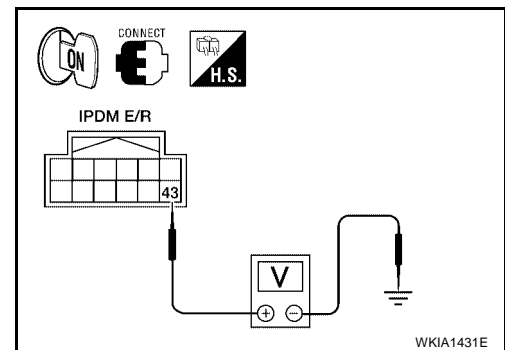 ON
CONNECT
H.S.
IPDM E/R
43
V
+
−
WKIA1431E